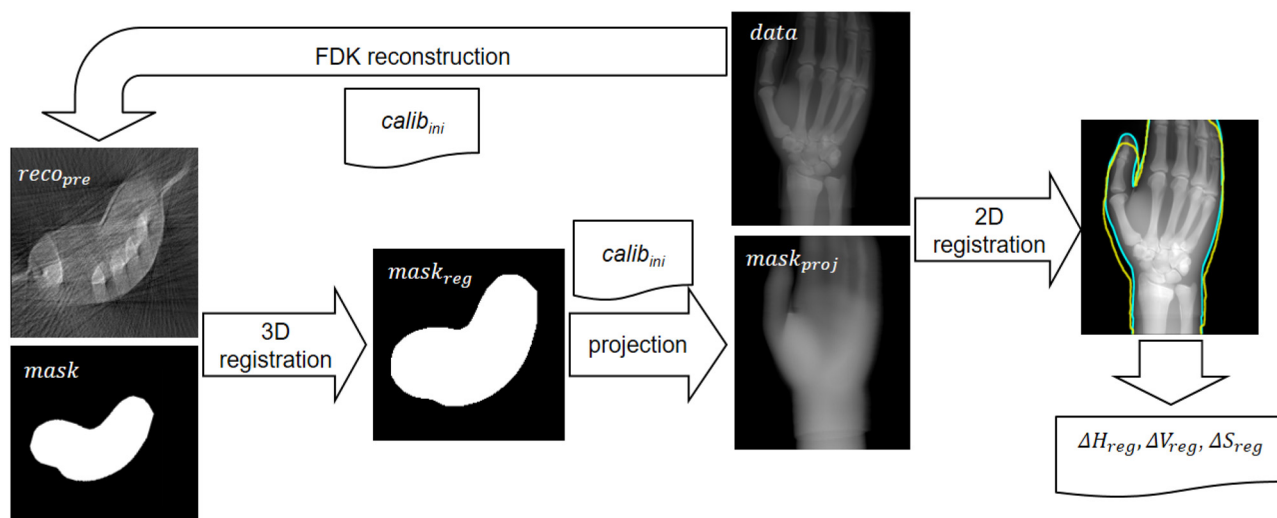 data
FDK reconstruction
calib_ini
reco_pre
mask
3D
registration
mask_reg
calib_ini
projection
mask_proj
2D
registration
ΔH_reg, ΔV_reg, ΔS_reg